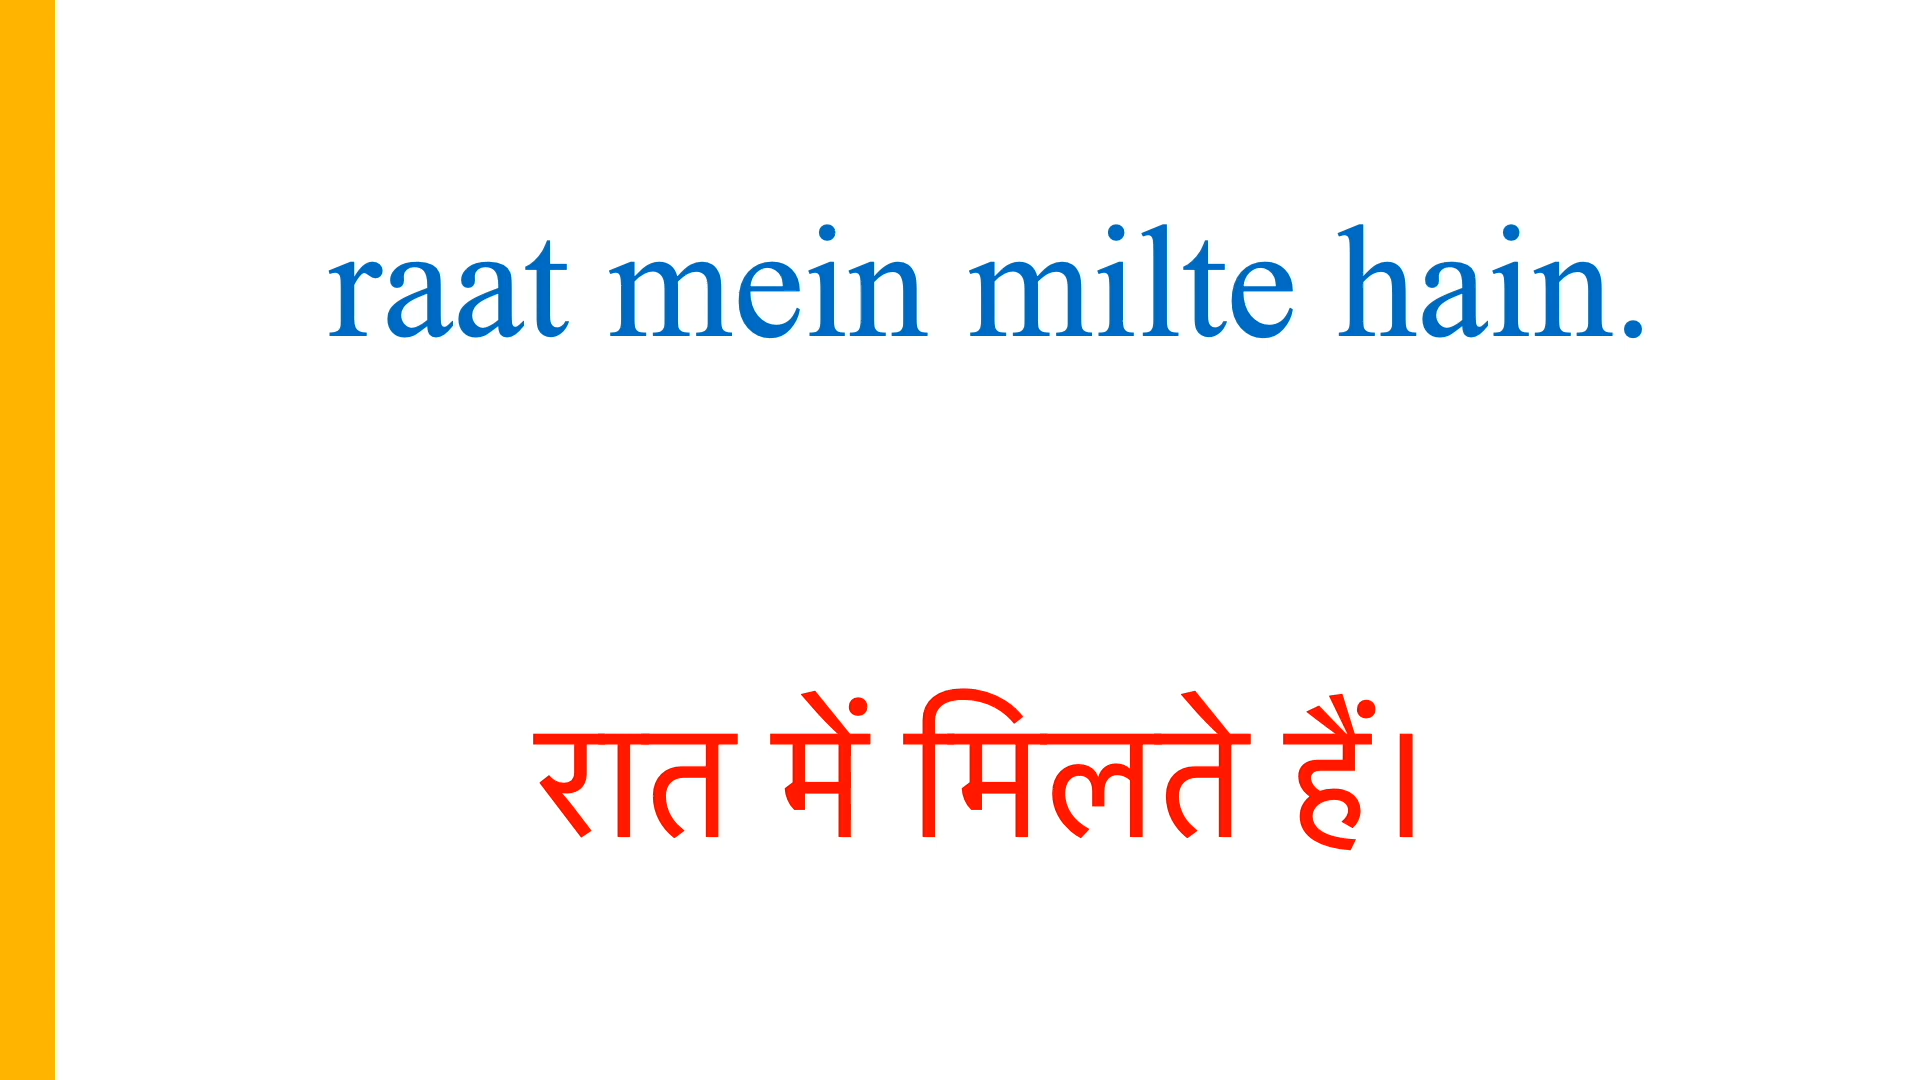 raat mein milte hain.
रात में मिलते हैं।